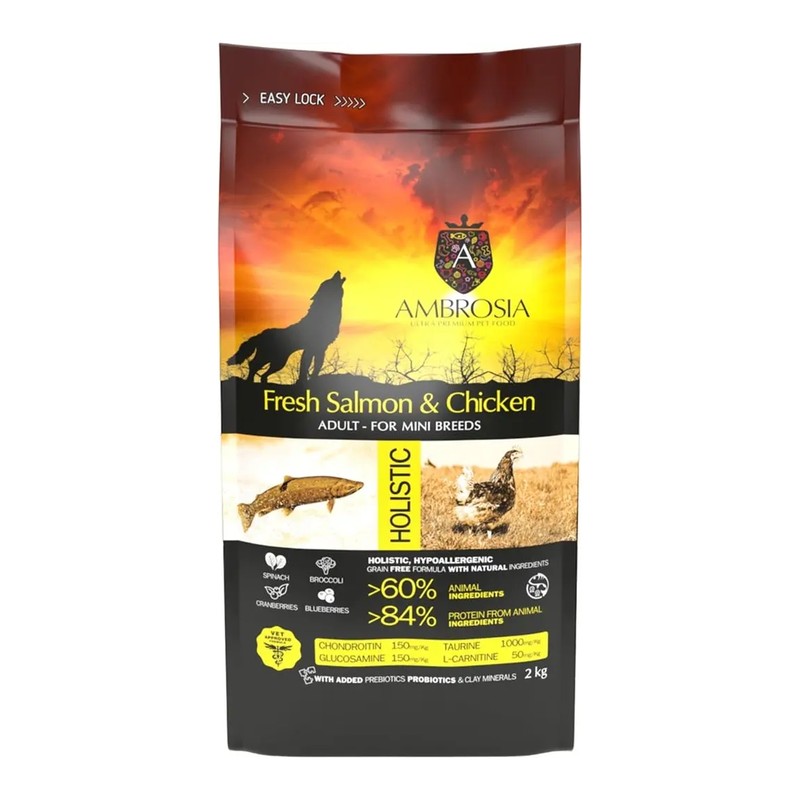 > EASY LOCK >>>>>
A
AMBROSIA
EXTRA PREMIUM PET FOOD
Fresh Salmon & Chicken
ADULT - FOR MINI BREEDS
HOLISTIC
SPINACH
BROCCOLI
CRANBERRIES
BLUEBERRIES
HOLISTIC, HYPOALLERGENIC
GRAIN FREE FORMULA WITH NATURAL INGREDIENTS
>60% ANIMAL INGREDIENTS
>84% PROTEIN FROM ANIMAL INGREDIENTS
VET
APPROVED
FORMULA
CHONDROITIN 150mg/Kg TAURINE 1000mg/Kg
GLUCOSAMINE 150mg/Kg L-CARNITINE 50mg/Kg
WITH ADDED PREBIOTICS PROBIOTICS & CLAY MINERALS 2 kg